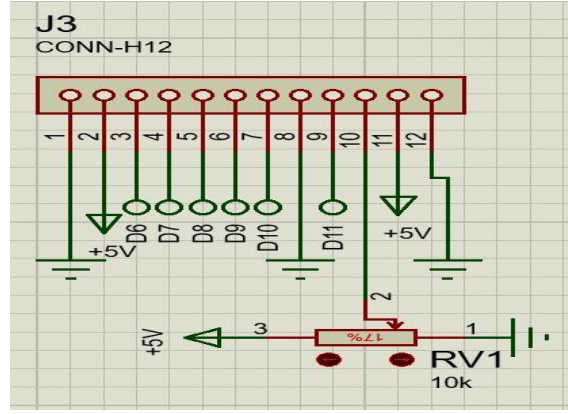 J3
CONN-H12
1 2 3 4 5 6 7 8 9 10 11 12
D6 D7 D8 D9 D10 D11
+5V +5V
2
+5V 3 17% 1
RV1
10k